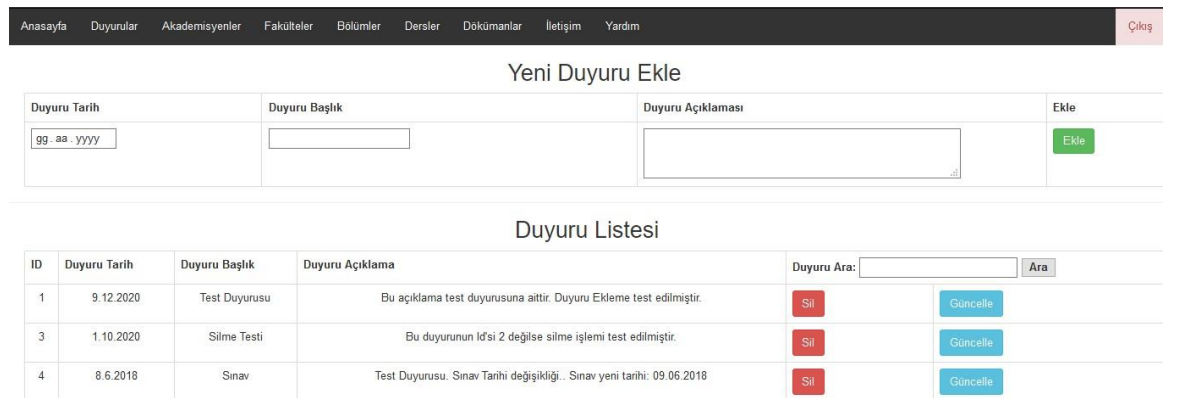 Anasayfa Duyurular Akademisyenler Fakülteler Bölümler Dersler Dökümanlar İletişim Yardım Çıkış
Yeni Duyuru Ekle
Duyuru Tarih Duyuru Başlık Duyuru Açıklaması Ekle
gg. aa. yyyy Ekle
Duyuru Listesi
ID Duyuru Tarih Duyuru Başlık Duyuru Açıklama Duyuru Ara: Ara
1 9.12.2020 Test Duyurusu Bu açıklama test duyurusuna aittir. Duyuru Ekleme test edilmiştir. Sil Güncelle
3 1.10.2020 Silme Testi Bu duyurunun Id'si 2 değilse silme işlemi test edilmiştir. Sil Güncelle
4 8.6.2018 Sınav Test Duyurusu. Sınav Tarihi değişikliği.. Sınav yeni tarihi: 09.06.2018 Sil Güncelle